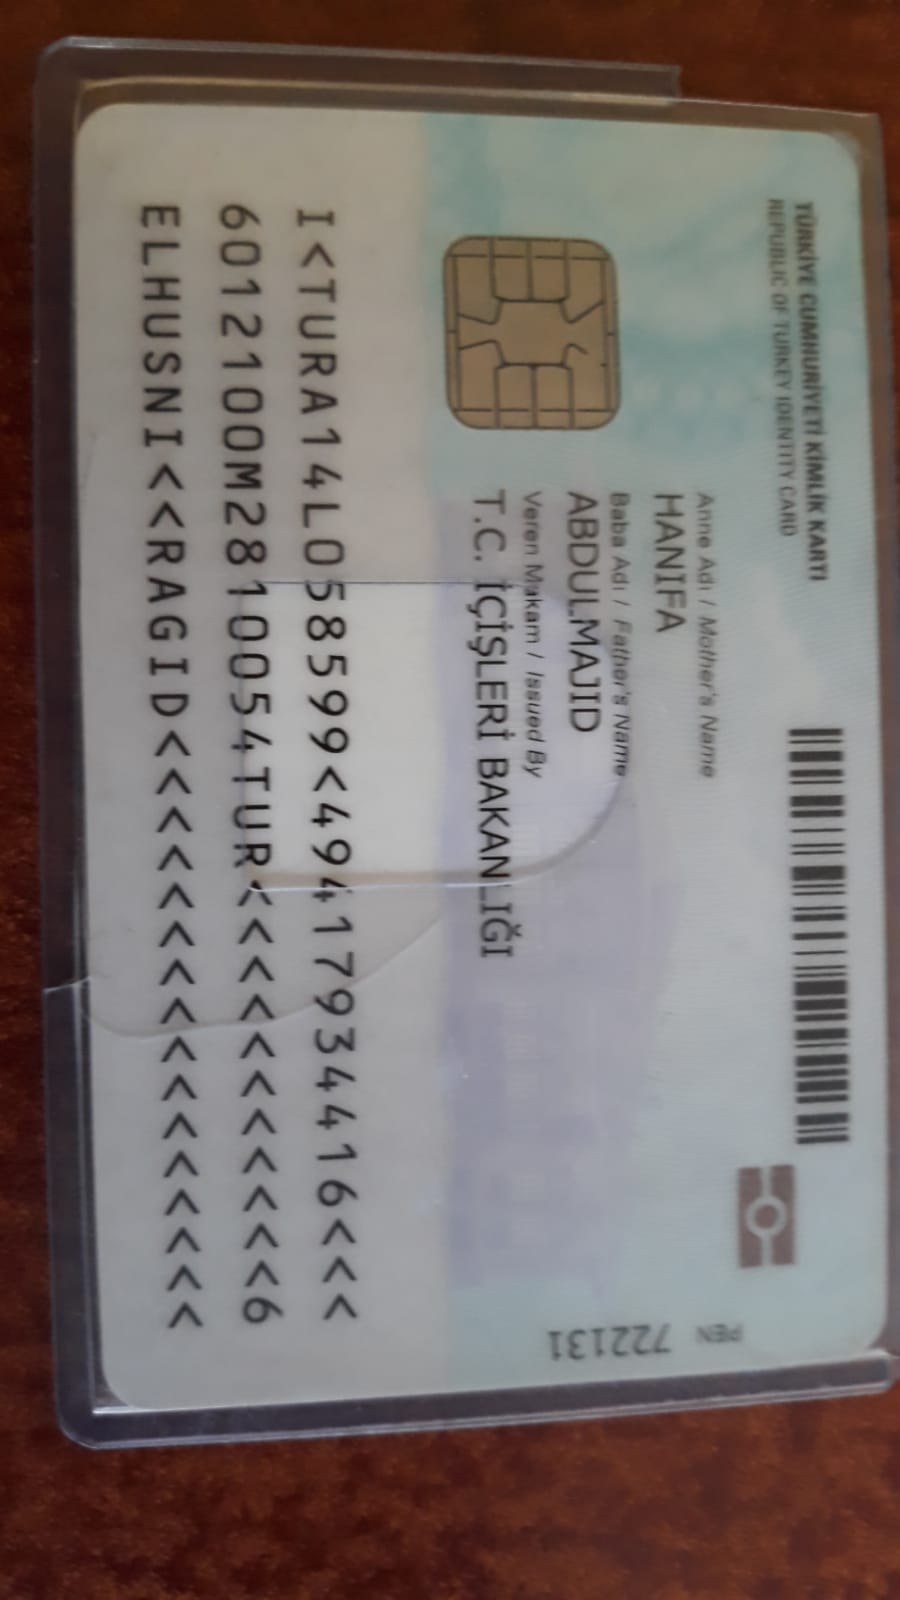 TÜRKİYE CUMHURİYETİ KİMLİK KARTI
REPUBLIC OF TURKEY IDENTITY CARD
Anne Adı / Mother's Name
HANIFA
Baba Adı / Father's Name
ABDULMAJID
Veren Makam / Issued By
T.C. İÇİŞLERİ BAKANLIĞI
PEN 722131
I<TURA14L058599<49417934416<<<
6012100M2810054TUR<<<<<<<<<<<6
ELHUSNI<<RAGID<<<<<<<<<<<<<<<<